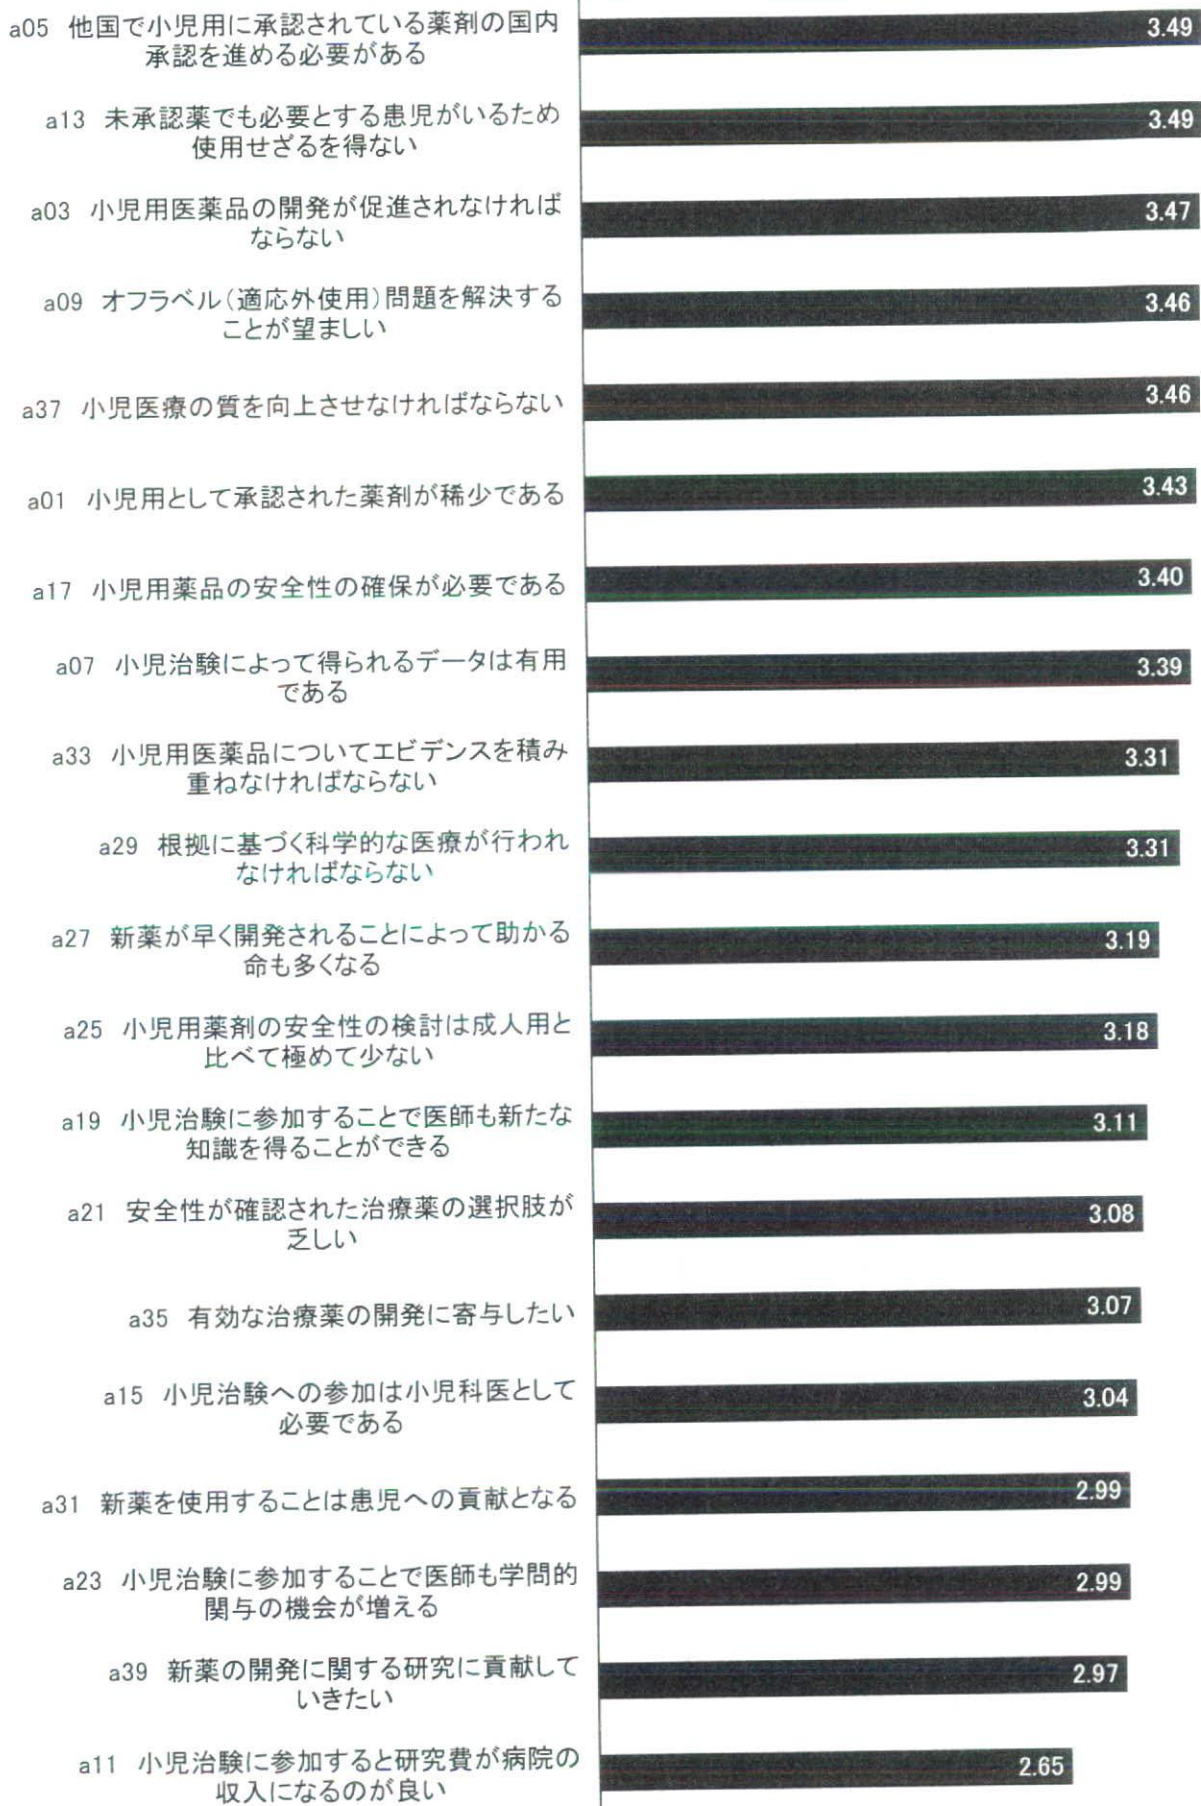 a05 他国で小児用に承認されている薬剤の国内
承認を進める必要がある
3.49
a13 未承認薬でも必要とする患児がいるため
使用せざるを得ない
3.49
a03 小児用医薬品の開発が促進されなければ
ならない
3.47
a09 オフラベル（適応外使用）問題を解決する
ことが望ましい
3.46
a37 小児医療の質を向上させなければならない
3.46
a01 小児用として承認された薬剤が稀少である
3.43
a17 小児用薬品の安全性の確保が必要である
3.40
a07 小児治験によって得られるデータは有用
である
3.39
a33 小児用医薬品についてエビデンスを積み
重ねなければならない
3.31
a29 根拠に基づく科学的な医療が行われ
なければならない
3.31
a27 新薬が早く開発されることによって助かる
命も多くなる
3.19
a25 小児用薬剤の安全性の検討は成人用と
比べて極めて少ない
3.18
a19 小児治験に参加することで医師も新たな
知識を得ることができる
3.11
a21 安全性が確認された治療薬の選択肢が
乏しい
3.08
a35 有効な治療薬の開発に寄与したい
3.07
a15 小児治験への参加は小児科医として
必要である
3.04
a31 新薬を使用することは患児への貢献となる
2.99
a23 小児治験に参加することで医師も学問的
関与の機会が増える
2.99
a39 新薬の開発に関する研究に貢献して
いきたい
2.97
a11 小児治験に参加すると研究費が病院の
収入になるのが良い
2.65